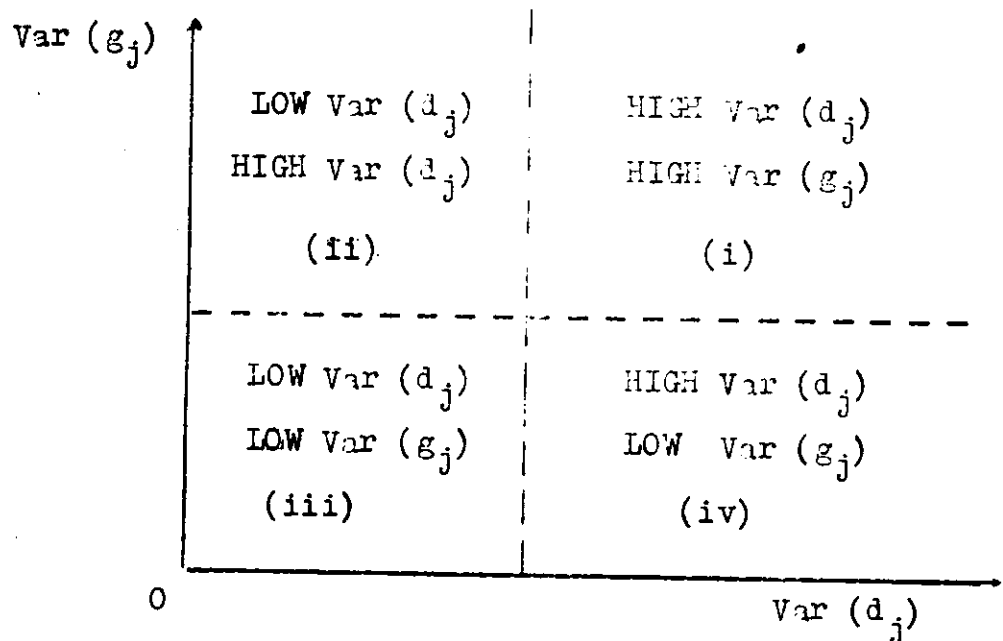 Var (g_j)
LOW Var (d_j)
HIGH Var (d_j)
(ii)
HIGH Var (d_j)
HIGH Var (g_j)
(i)
LOW Var (d_j)
LOW Var (g_j)
(iii)
HIGH Var (d_j)
LOW Var (g_j)
(iv)
O
Var (d_j)